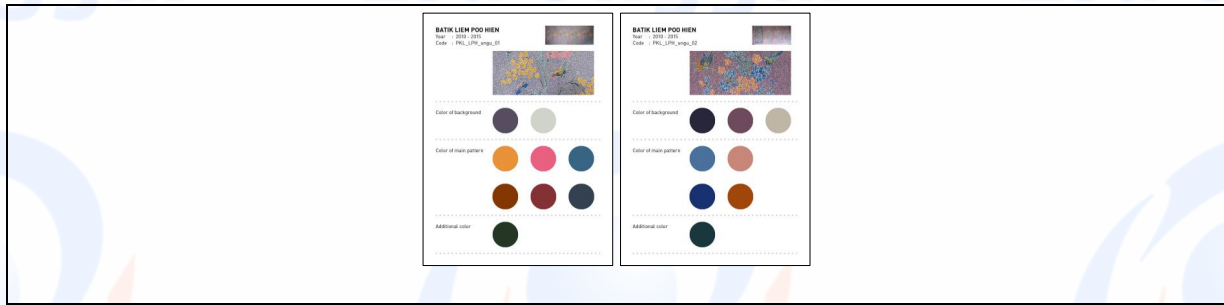 BATIK LIEM POO HIEN
Year : 2010 - 2015
Code : PKL_LPH_ungu_01
Color of background
Color of main pattern
Additional color
BATIK LIEM POO HIEN
Year : 2010 - 2015
Code : PKL_LPH_ungu_02
Color of background
Color of main pattern
Additional color